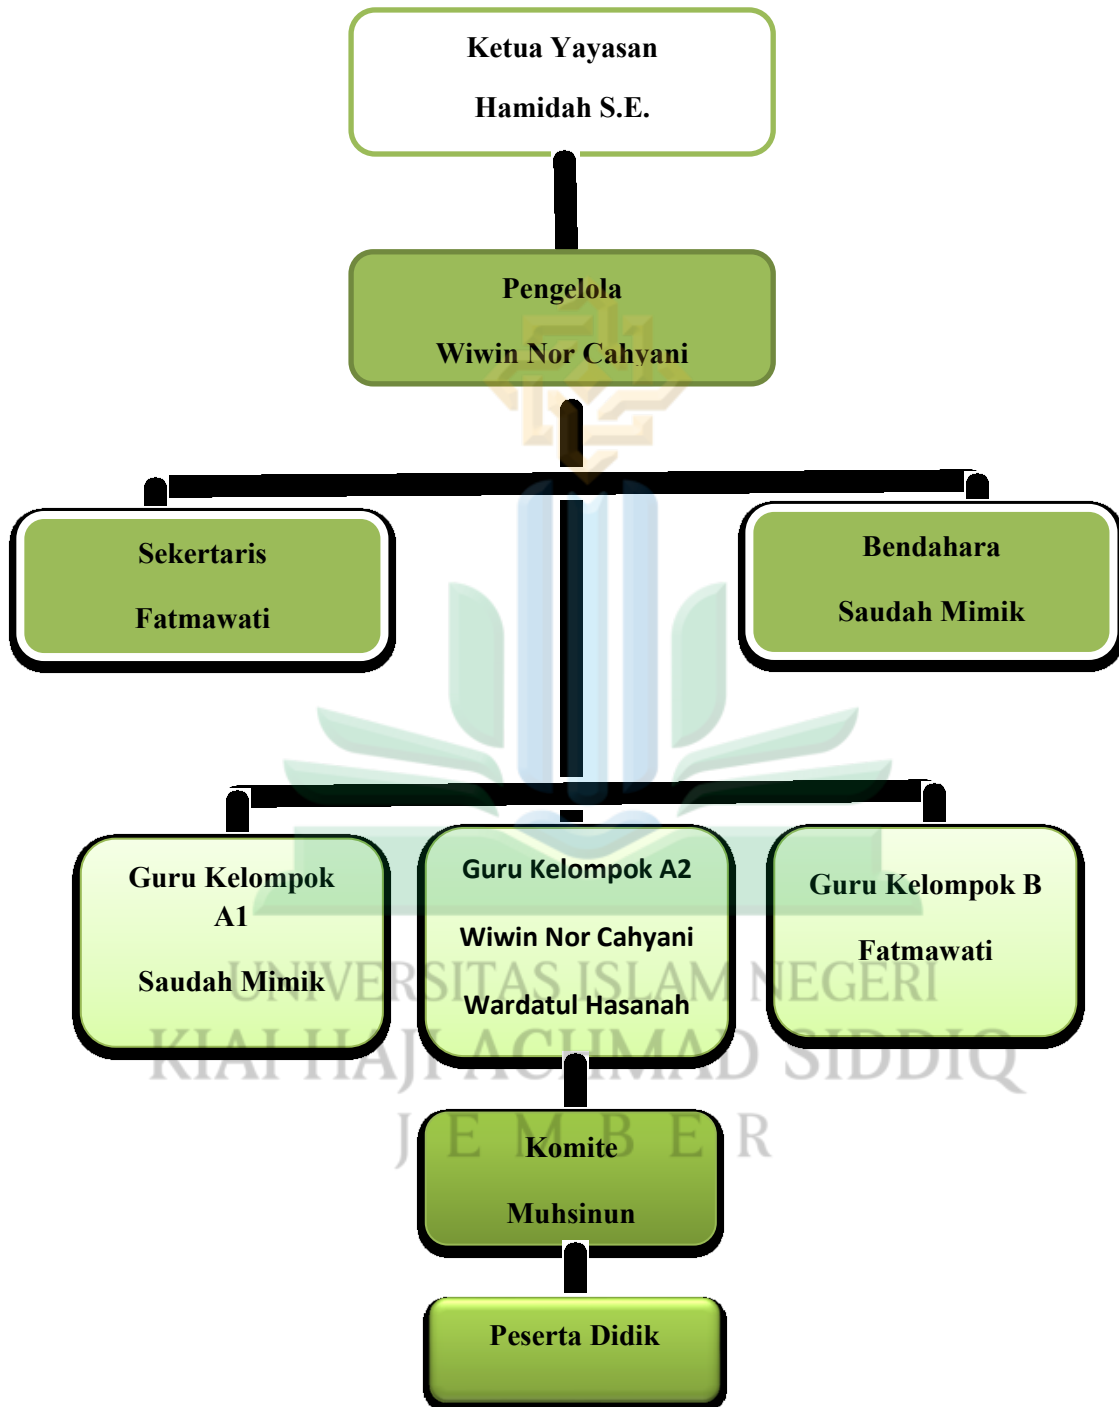 Ketua Yayasan
Hamidah S.E.
Pengelola
Wiwin Nor Cahyani
Sekertaris
Fatmawati
Bendahara
Saudah Mimik
Guru Kelompok
A1
Saudah Mimik
Guru Kelompok A2
Wiwin Nor Cahyani
Wardatul Hasanah
Guru Kelompok B
Fatmawati
UNIVERSITAS ISLAM NEGERI
KIAI HAJI ACHMAD SIDDIQ
JEMBER
Komite
Muhsinun
Peserta Didik